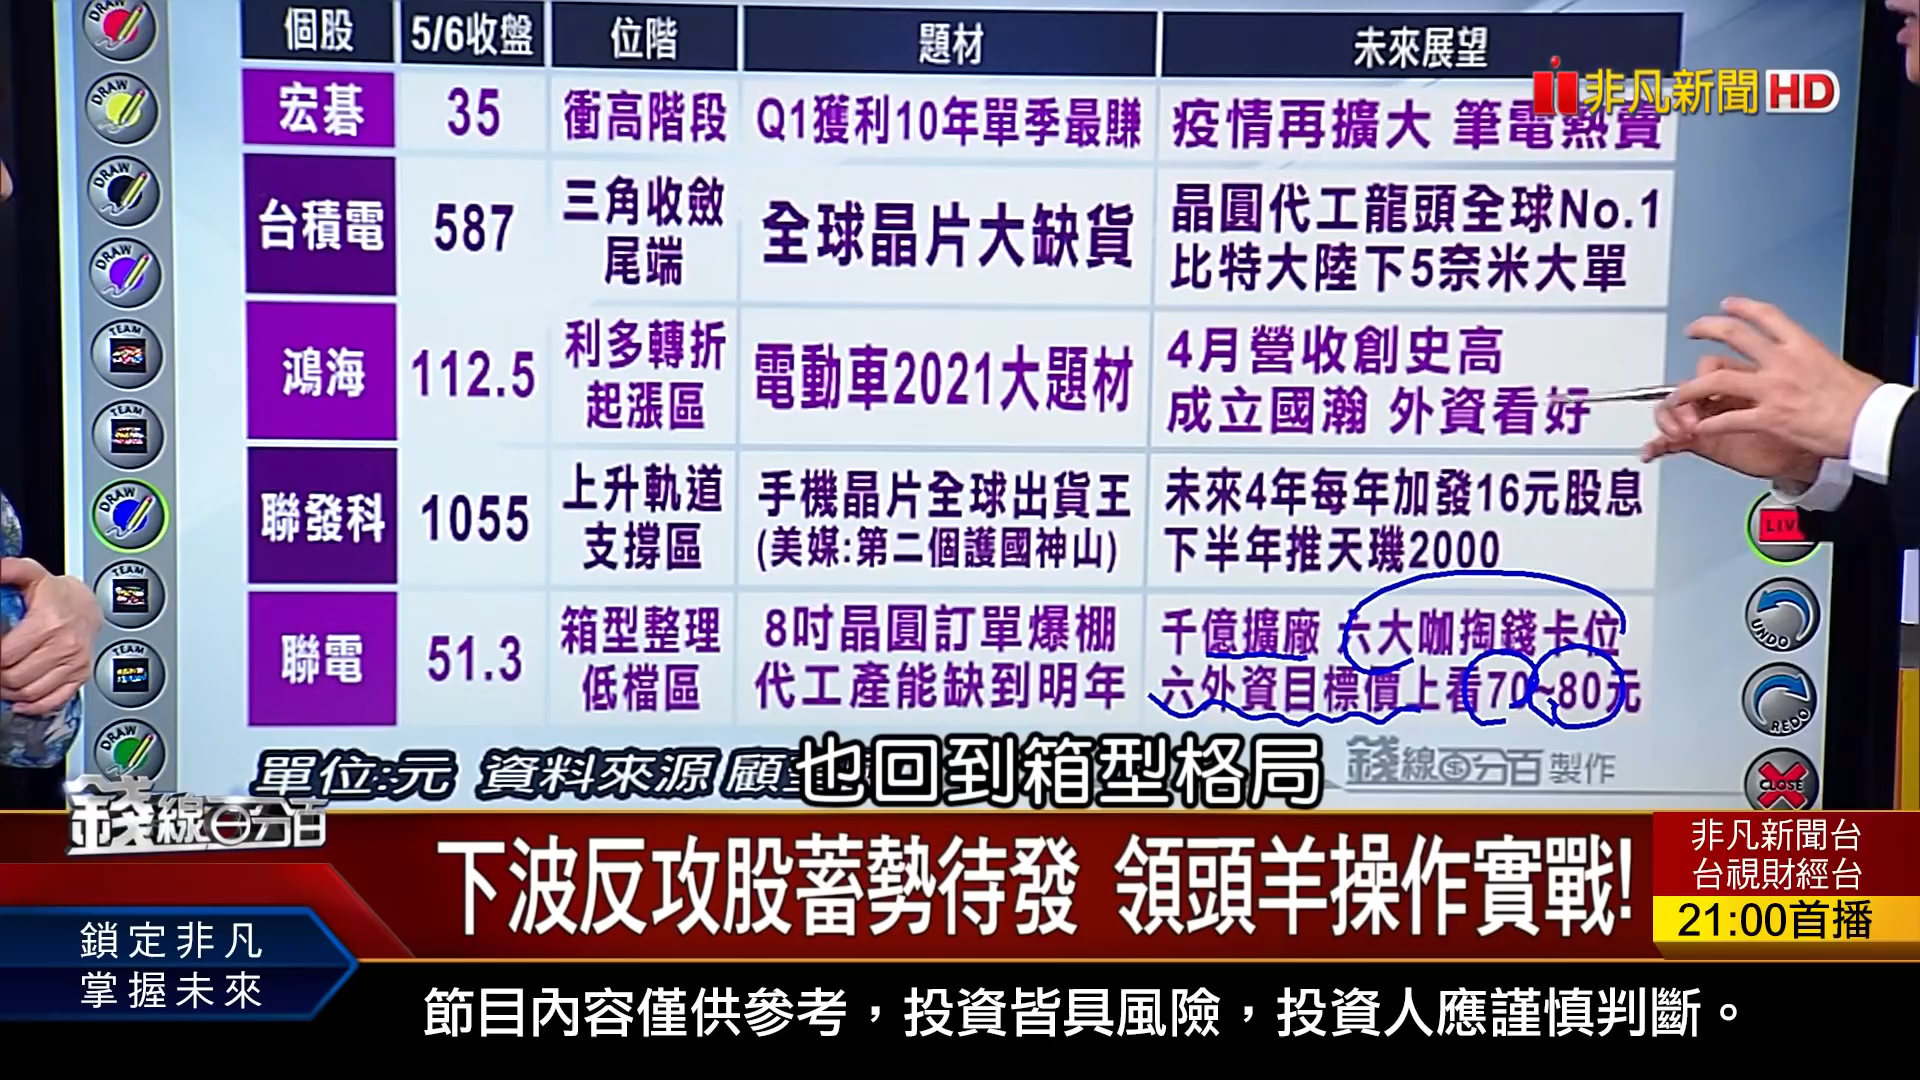 個股 5/6收盤 位階 題材 未來展望
非凡新聞HD
宏碁 35 衝高階段 Q1獲利10年單季最賺 疫情再擴大 筆電熱賣
台積電 587 三角收斂
尾端
全球晶片大缺貨
晶圓代工龍頭全球No.1
比特大陸下5奈米大單
鴻海 112.5 利多轉折
起漲區
電動車2021大題材
4月營收創史高
成立國瀚 外資看好
聯發科 1055 上升軌道
支撐區
手機晶片全球出貨王
(美媒:第二個護國神山)
未來4年每年加發16元股息
下半年推天璣2000
聯電 51.3 箱型整理
低檔區
8吋晶圓訂單爆棚
代工產能缺到明年
千億擴廠 六大咖掏錢卡位
六外資目標價上看70~80元
DRAW
DRAW
DRAW
DRAW
TEAM
TEAM
DRAW
TEAM
TEAM
DRAW
LIVE
UNDO
REDO
CLOSE
單位:元 資料來源 顧
也回到箱型格局
錢線百分百製作
錢線百分百
下波反攻股蓄勢待發 領頭羊操作實戰!
非凡新聞台
台視財經台
21:00首播
鎖定非凡
掌握未來
節目內容僅供參考，投資皆具風險，投資人應謹慎判斷。